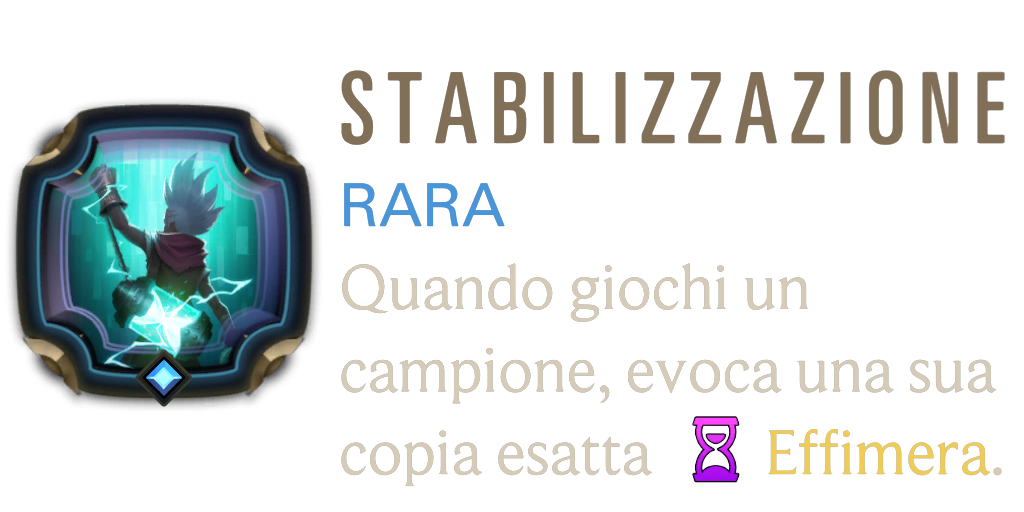 STABILIZZAZIONE
RARA
Quando giochi un
campione, evoca una sua
copia esatta Effimera.